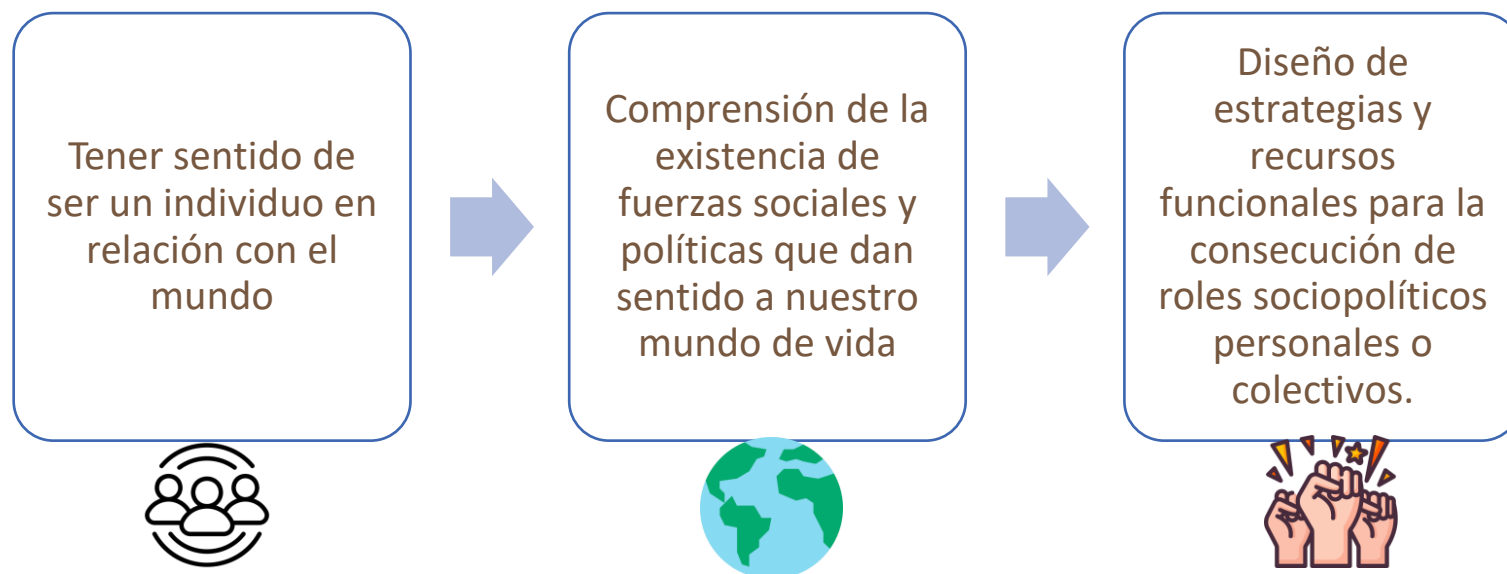 Tener sentido de
ser un individuo en
relación con el
mundo
Comprensión de la
existencia de
fuerzas sociales y
políticas que dan
sentido a nuestro
mundo de vida
Diseño de
estrategias y
recursos
funcionales para la
consecución de
roles sociopolíticos
personales o
colectivos.